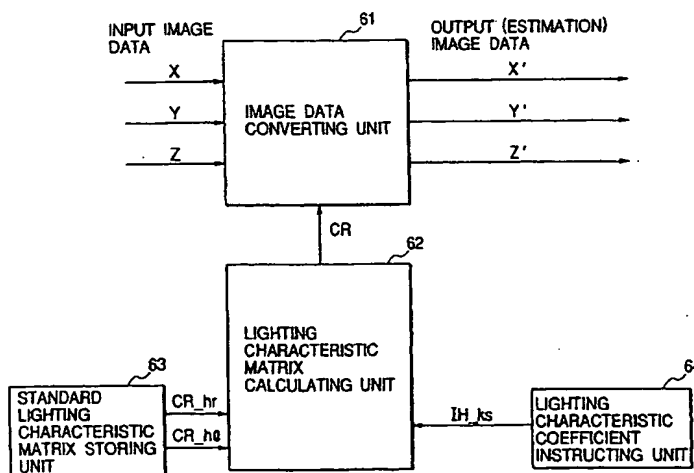 INPUT IMAGE
DATA
61
OUTPUT (ESTIMATION)
IMAGE DATA
X
X'
Y
IMAGE DATA
CONVERTING UNIT
Y'
Z
Z'
CR
62
LIGHTING
CHARACTERISTIC
MATRIX
CALCULATING UNIT
63
STANDARD
LIGHTING
CHARACTERISTIC
MATRIX STORING
UNIT
CR_hr
CR_he
IH_ks
LIGHTING
CHARACTERISTIC
COEFFICIENT
INSTRUCTING UNIT